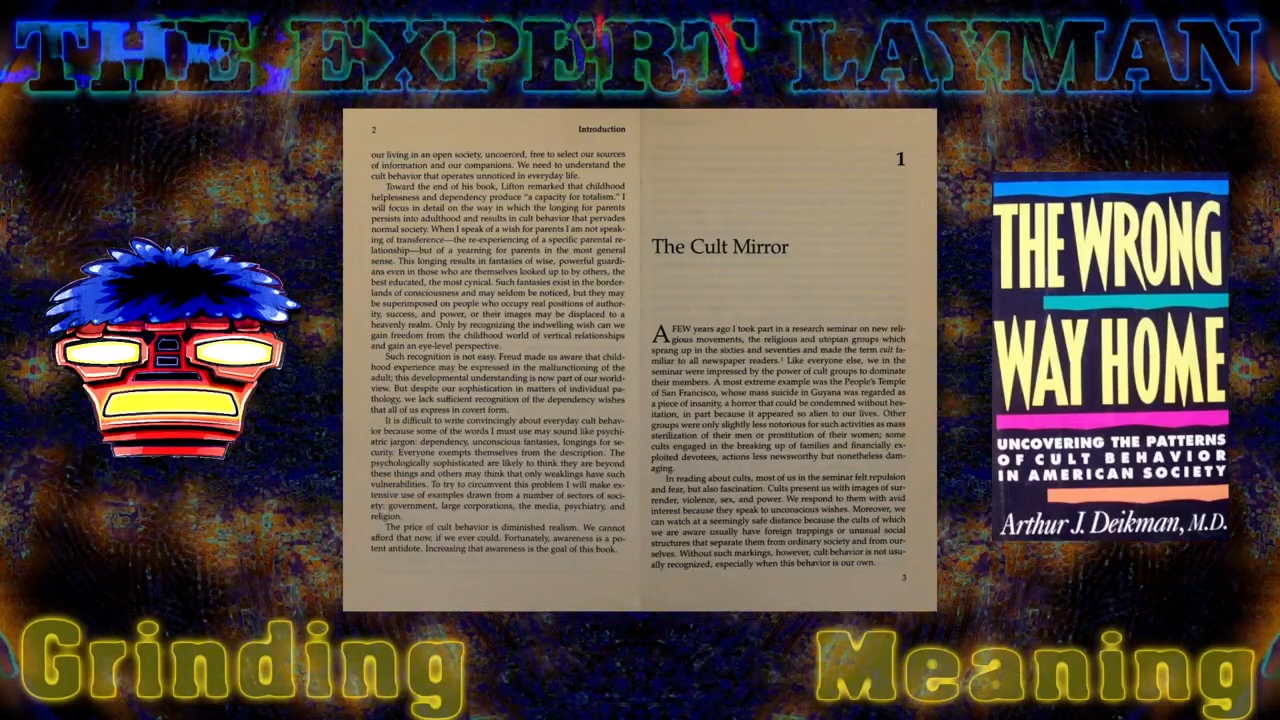 THE EXPERT LAYMAN
2
Introduction
our living in an open society, uncoerced, free to select our sources
of information and our companions. We need to understand the
cult behavior that operates unnoticed in everyday life.
Toward the end of his book, Lifton remarked that childhood
helplessness and dependency produce “a capacity for totalism.” I
will focus in detail on the way in which the longing for parents
persists into adulthood and results in cult behavior that pervades
normal society. When I speak of a wish for parents I am not speak-
ing of transference—the re-experiencing of a specific parental re-
lationship—but of a yearning for parents in the most general
sense. This longing results in fantasies of wise, powerful guardi-
ans even in those who are themselves looked up to by others, the
best educated, the most cynical. Such fantasies exist in the border-
lands of consciousness and may seldom be noticed, but they may
be superimposed on people who occupy real positions of author-
ity, success, and power, or their images may be displaced to a
heavenly realm. Only by recognizing the indwelling wish can we
gain freedom from the childhood world of vertical relationships
and gain an eye-level perspective.
Such recognition is not easy. Freud made us aware that child-
hood experience may be expressed in the malfunctioning of the
adult; this developmental understanding is now part of our world-
view. But despite our sophistication in matters of individual pa-
thology, we lack sufficient recognition of the dependency wishes
that all of us express in covert form.
It is difficult to write convincingly about everyday cult behav-
ior because some of the words I must use may sound like psychi-
atric jargon: dependency, unconscious fantasies, longings for se-
curity. Everyone exempts themselves from the description. The
psychologically sophisticated are likely to think they are beyond
these things and others may think that only weaklings have such
vulnerabilities. To try to circumvent this problem I will make ex-
tensive use of examples drawn from a number of sectors of soci-
ety: government, large corporations, the media, psychiatry, and
religion.
The price of cult behavior is diminished realism. We cannot
afford that now, if we ever could. Fortunately, awareness is a po-
tent antidote. Increasing that awareness is the goal of this book.
1
The Cult Mirror
A FEW years ago I took part in a research seminar on new reli-
gious movements, the religious and utopian groups which
sprang up in the sixties and seventies and made the term cult fa-
miliar to all newspaper readers.¹ Like everyone else, we in the
seminar were impressed by the power of cult groups to dominate
their members. A most extreme example was the People's Temple
of San Francisco, whose mass suicide in Guyana was regarded as
a piece of insanity, a horror that could be condemned without hes-
itation, in part because it appeared so alien to our lives. Other
groups were only slightly less notorious for such activities as mass
sterilization of their men or prostitution of their women; some
cults engaged in the breaking up of families and financially ex-
ploited devotees, actions less newsworthy but nonetheless dam-
aging.
In reading about cults, most of us in the seminar felt repulsion
and fear, but also fascination. Cults present us with images of sur-
render, violence, sex, and power. We respond to them with avid
interest because they speak to unconscious wishes. Moreover, we
can watch at a seemingly safe distance because the cults of which
we are aware usually have foreign trappings or unusual social
structures that separate them from ordinary society and from our-
selves. Without such markings, however, cult behavior is not usu-
ally recognized, especially when this behavior is our own.
3
THE WRONG
WAY HOME
UNCOVERING THE PATTERNS
OF CULT BEHAVIOR
IN AMERICAN SOCIETY
Arthur J. Deikman, M.D.
Grinding
Meaning